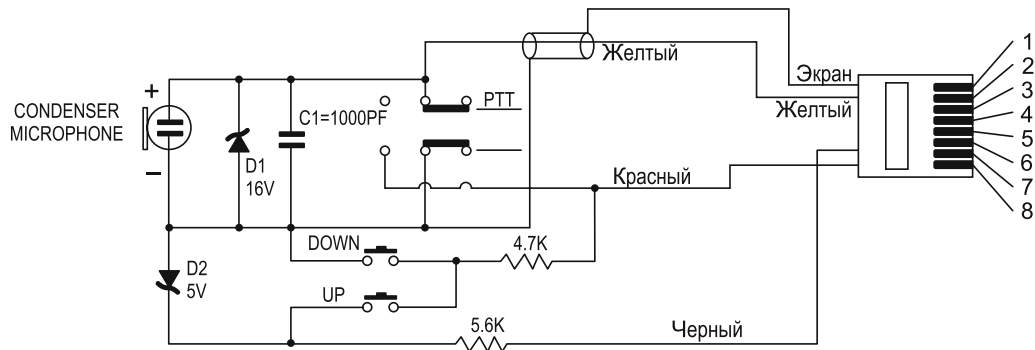 Желтый
Экран
Желтый
1
2
3
4
5
6
7
8
+
CONDENSER
MICROPHONE
–
D1
16V
C1=1000PF
PTT
Красный
DOWN
4.7K
D2
5V
UP
5.6K
Черный